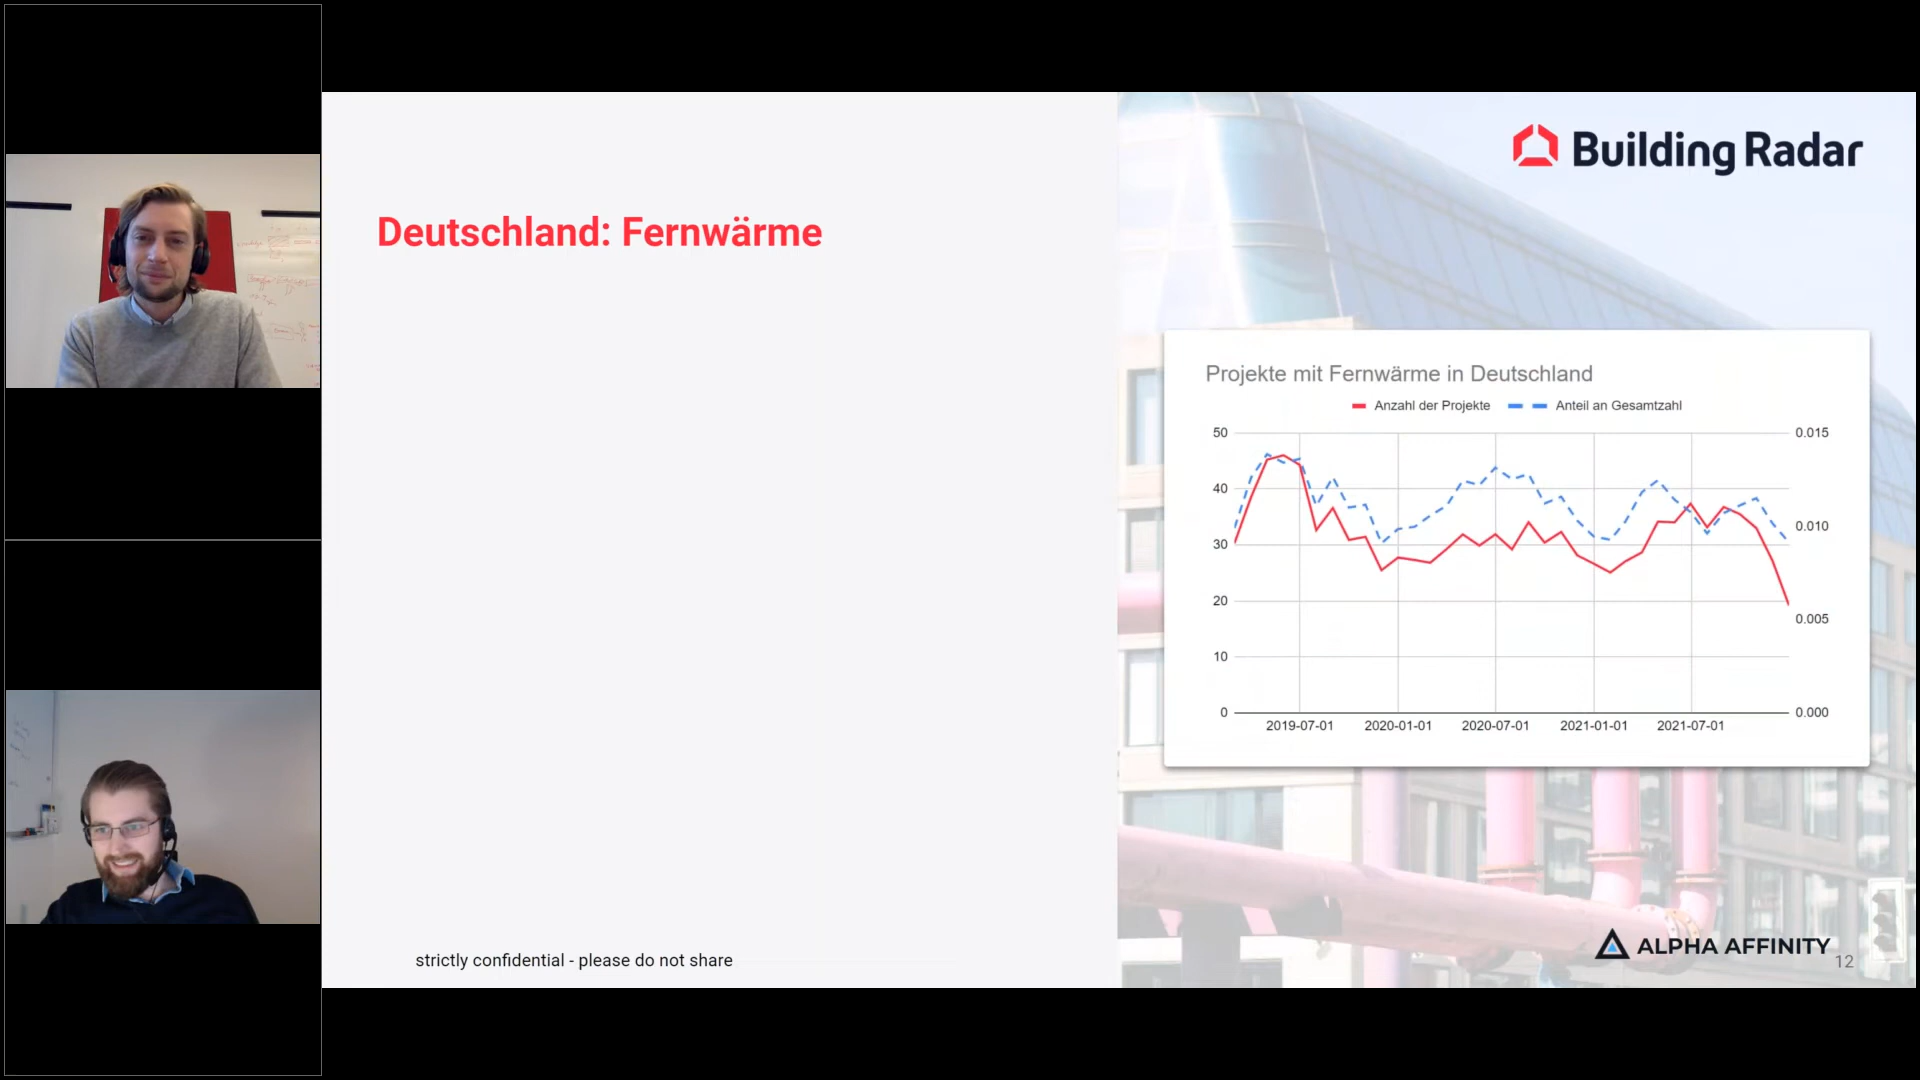 Building Radar
Deutschland: Fernwärme
Projekte mit Fernwärme in Deutschland
Anzahl der Projekte
Anteil an Gesamtzahl
50
40
30
20
10
0
0.015
0.010
0.005
0.000
2019-07-01
2020-01-01
2020-07-01
2021-01-01
2021-07-01
strictly confidential - please do not share
ALPHA AFFINITY
12